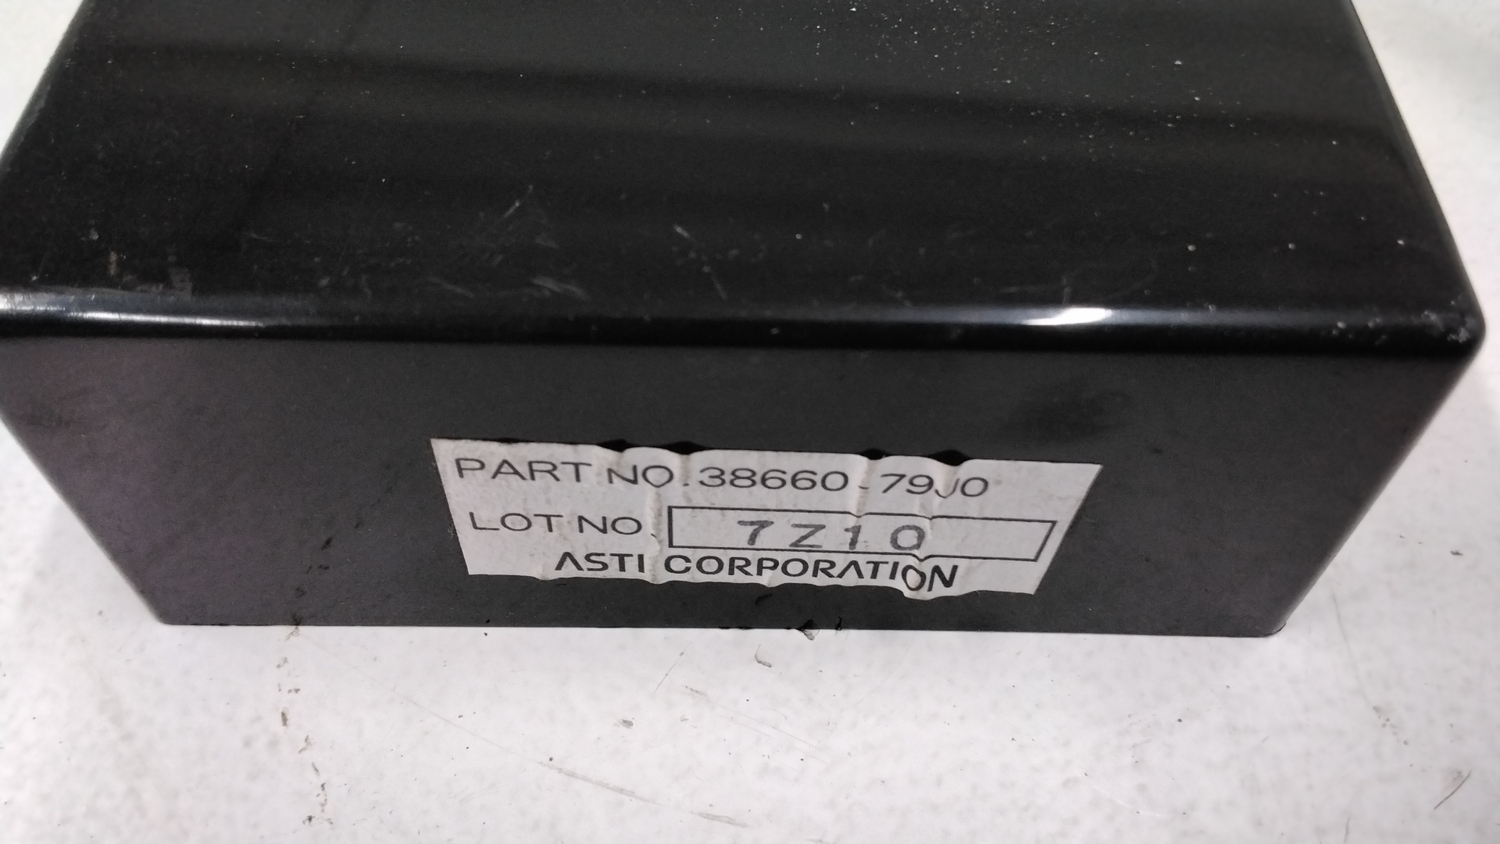 PART NO. 38660-79J0
LOT NO. 7Z10
ASTI CORPORATION